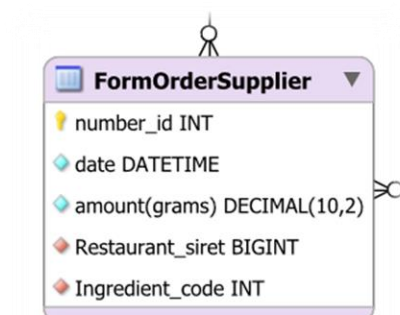 FormOrderSupplier
number_id INT
date DATETIME
amount(grams) DECIMAL(10,2)
Restaurant_siret BIGINT
Ingredient_code INT